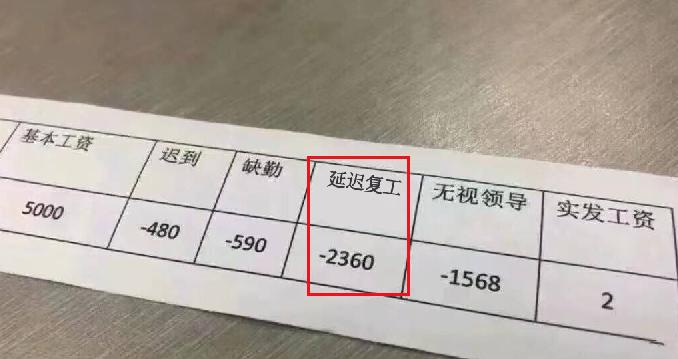 基本工资 迟到 缺勤 延迟复工 无视领导 实发工资
5000 -480 -590 -2360 -1568 2